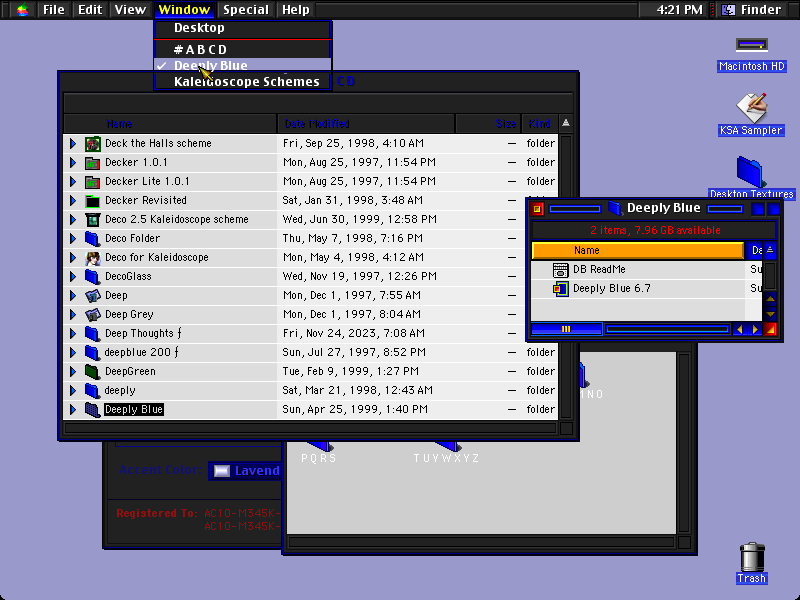 File Edit View Window Special Help 4:21 PM Finder
Desktop
# A B C D
✓ Deeply Blue
Kaleidoscope Schemes
C D
Macintosh HD
KSA Sampler
Desktop Textures
Name Date Modified Size Kind
Deck the Halls scheme Fri, Sep 25, 1998, 4:10 AM — folder
Decker 1.0.1 Mon, Aug 25, 1997, 11:54 PM — folder
Decker Lite 1.0.1 Mon, Aug 25, 1997, 11:54 PM — folder
Decker Revisited Sat, Jan 31, 1998, 3:48 AM — folder
Deco 2.5 Kaleidoscope scheme Wed, Jun 30, 1999, 12:58 PM — folder
Deco Folder Thu, May 7, 1998, 7:16 PM — folder
Deco for Kaleidoscope Mon, May 4, 1998, 4:12 AM — folder
DecoGlass Wed, Nov 19, 1997, 12:26 PM — folder
Deep Mon, Dec 1, 1997, 7:55 AM — folder
Deep Grey Mon, Dec 1, 1997, 8:04 AM — folder
Deep Thoughts ƒ Fri, Nov 24, 2023, 7:08 AM — folder
deepblue 200 ƒ Sun, Jul 27, 1997, 8:52 PM — folder
DeepGreen Tue, Feb 9, 1999, 1:27 PM — folder
deeply Sat, Mar 21, 1998, 12:43 AM — folder
Deeply Blue Sun, Apr 25, 1999, 1:40 PM — folder
Deeply Blue
2 items, 7.96 GB available
Name Da
DB ReadMe Su
Deeply Blue 6.7 Su
N O
P Q R S T U Y W X Y Z
Accent Color: Lavend
Registered To: AC10-M345K-
AC10-M345K-
Trash